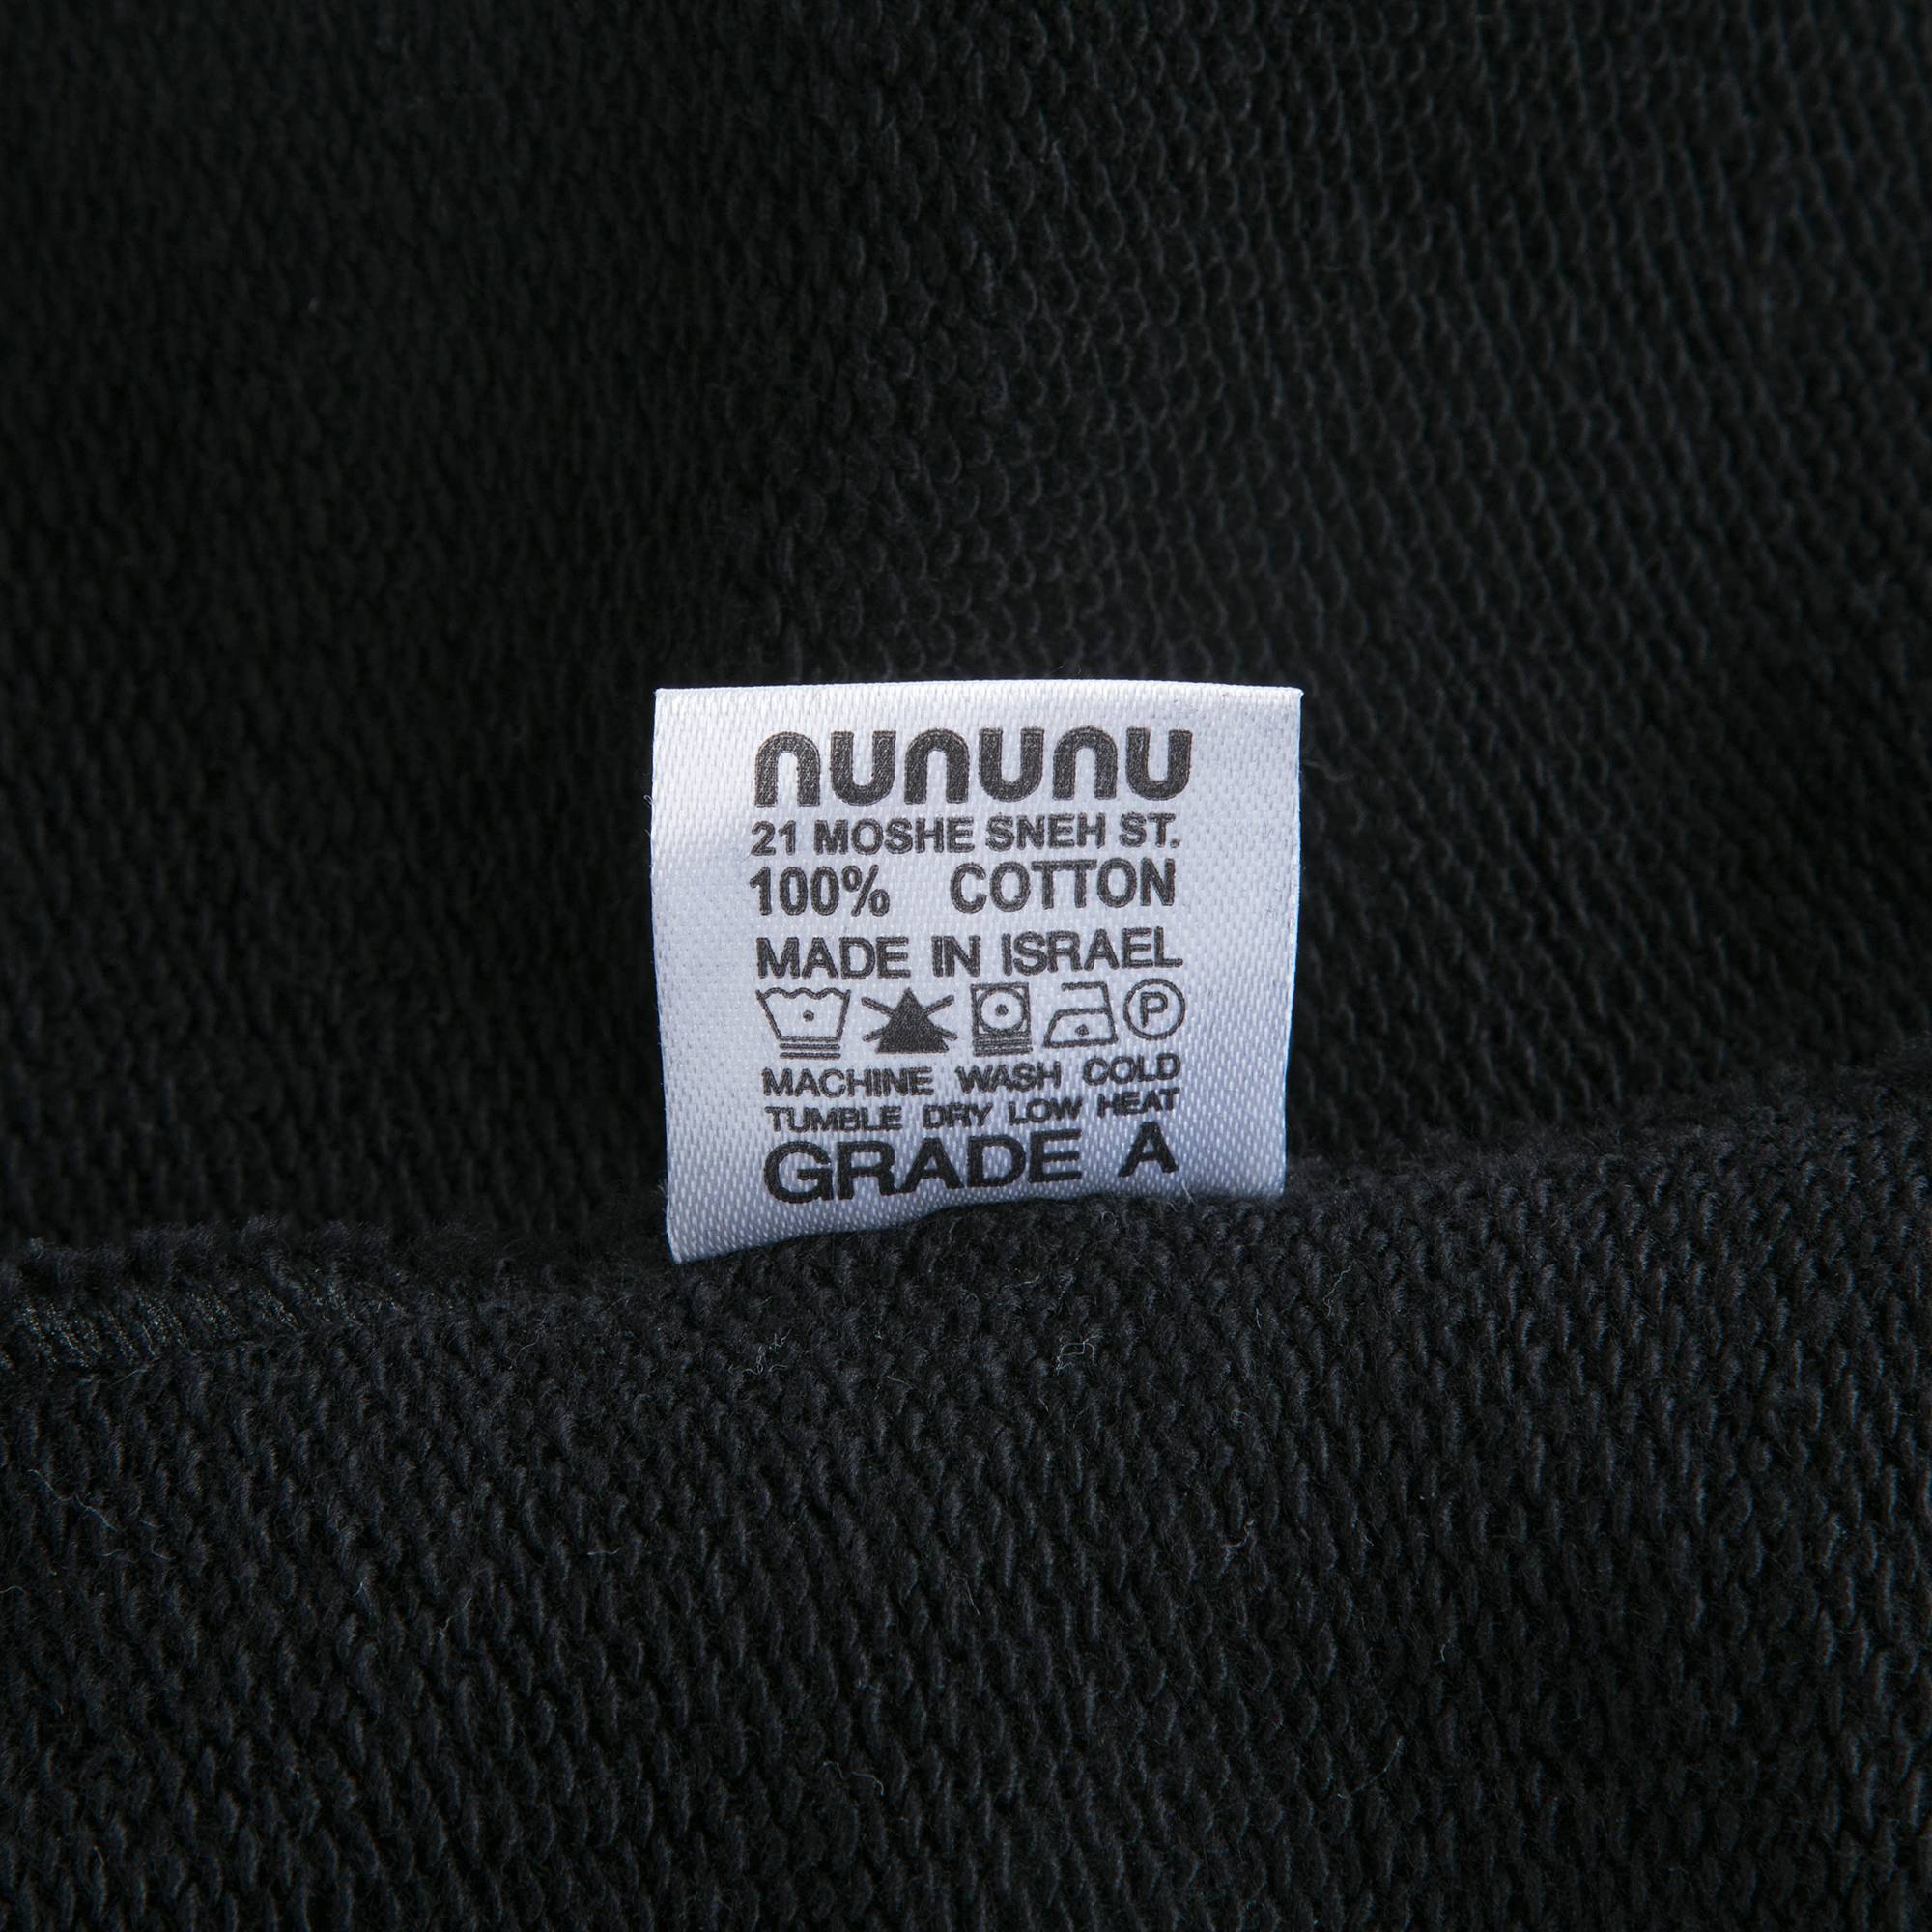 nununu
21 MOSHE SNEH ST.
100% COTTON
MADE IN ISRAEL
P
MACHINE WASH COLD
TUMBLE DRY LOW HEAT
GRADE A